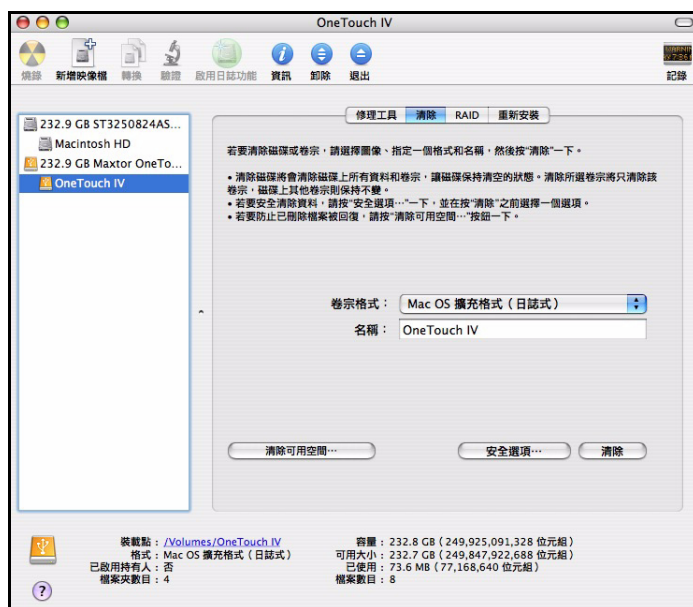 OneTouch IV
燒錄 新增映像檔 轉換 驗證 啟用日誌功能 資訊 卸除 退出 記錄
232.9 GB ST3250824AS...
Macintosh HD
232.9 GB Maxtor OneTo...
OneTouch IV
修理工具 清除 RAID 重新安裝
若要清除磁碟或卷宗，請選擇圖像、指定一個格式和名稱，然後按"清除"一下。
• 清除磁碟將會清除磁碟上所有資料和卷宗，讓磁碟保持清空的狀態。清除所選卷宗將只清除該
卷宗，磁碟上其他卷宗則保持不變。
• 若要安全清除資料，請按"安全選項…"一下，並在按"清除"之前選擇一個選項。
• 若要防止已刪除檔案被回復，請按"清除可用空間…"按鈕一下。
卷宗格式： Mac OS 擴充格式（日誌式）
名稱： OneTouch IV
清除可用空間… 安全選項… 清除
裝載點：/Volumes/OneTouch IV
格式：Mac OS 擴充格式（日誌式）
已啟用持有人：否
檔案夾數目：4
容量：232.8 GB（249,925,091,328 位元組）
可用大小：232.7 GB（249,847,922,688 位元組）
已使用：73.6 MB（77,168,640 位元組）
檔案數目：8